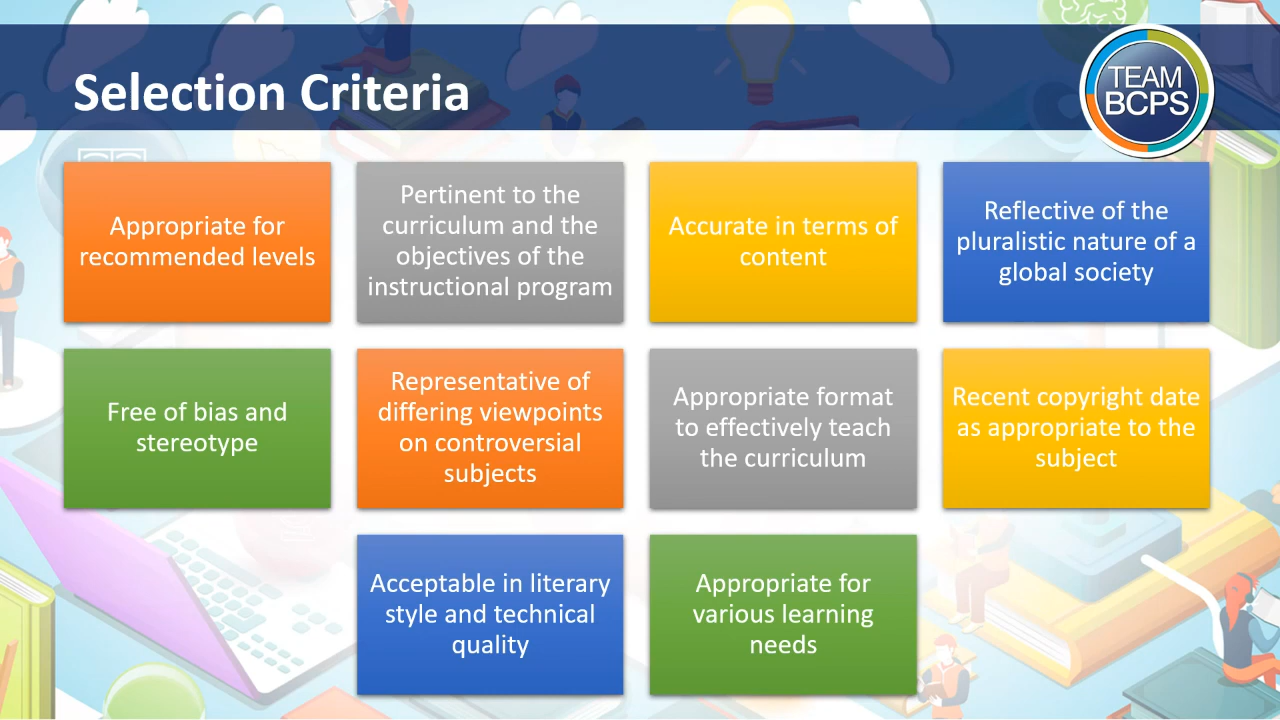 Selection Criteria
TEAM
BCPS
Appropriate for
recommended levels
Pertinent to the
curriculum and the
objectives of the
instructional program
Accurate in terms of
content
Reflective of the
pluralistic nature of a
global society
Free of bias and
stereotype
Representative of
differing viewpoints
on controversial
subjects
Appropriate format
to effectively teach
the curriculum
Recent copyright date
as appropriate to the
subject
Acceptable in literary
style and technical
quality
Appropriate for
various learning
needs